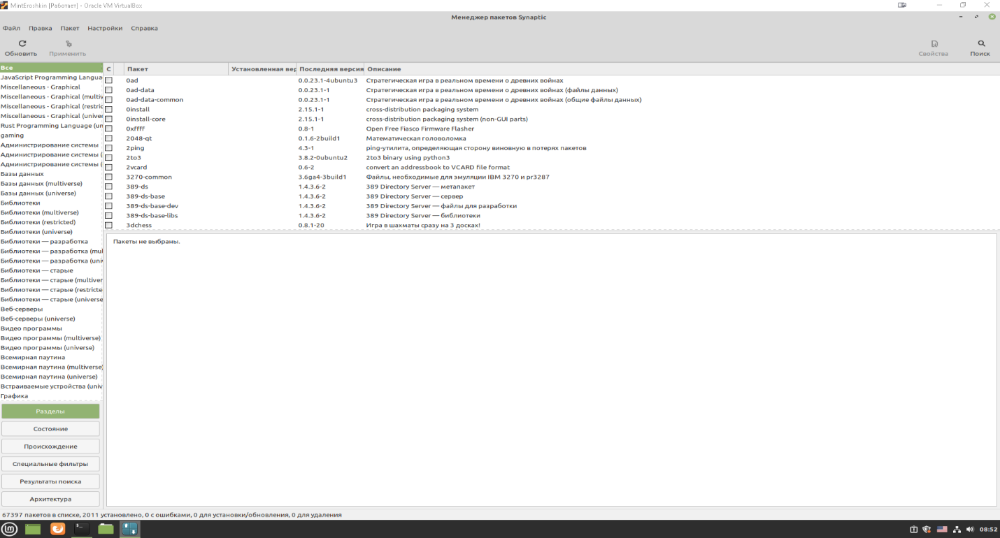 MintEroshkin [Работает] - Oracle VM VirtualBox
Менеджер пакетов Synaptic
Файл Правка Пакет Настройки Справка
Обновить Применить Свойства Поиск
Все
JavaScript Programming Langua
Miscellaneous - Graphical
Miscellaneous - Graphical (multiv
Miscellaneous - Graphical (restric
Miscellaneous - Graphical (univer
Rust Programming Language (un
gaming
Администрирование системы
Администрирование системы (
Администрирование системы (
Базы данных
Базы данных (multiverse)
Базы данных (universe)
Библиотеки
Библиотеки (multiverse)
Библиотеки (restricted)
Библиотеки (universe)
Библиотеки — разработка
Библиотеки — разработка (mul
Библиотеки — разработка (uni
Библиотеки — старые
Библиотеки — старые (multiver
Библиотеки — старые (restricte
Библиотеки — старые (universe
Веб-серверы
Веб-серверы (universe)
Видео программы
Видео программы (multiverse)
Видео программы (universe)
Всемирная паутина
Всемирная паутина (multiverse)
Всемирная паутина (universe)
Встраиваемые устройства (univ
Графика
Разделы
Состояние
Происхождение
Специальные фильтры
Результаты поиска
Архитектура
С Пакет Установленная вер Последняя версия Описание
0ad 0.0.23.1-4ubuntu3 Стратегическая игра в реальном времени о древних войнах
0ad-data 0.0.23.1-1 Стратегическая игра в реальном времени о древних войнах (файлы данных)
0ad-data-common 0.0.23.1-1 Стратегическая игра в реальном времени о древних войнах (общие файлы данных)
0install 2.15.1-1 cross-distribution packaging system
0install-core 2.15.1-1 cross-distribution packaging system (non-GUI parts)
0xffff 0.8-1 Open Free Fiasco Firmware Flasher
2048-qt 0.1.6-2build1 Математическая головоломка
2ping 4.3-1 ping-утилита, определяющая сторону виновную в потерях пакетов
2to3 3.8.2-0ubuntu2 2to3 binary using python3
2vcard 0.6-2 convert an addressbook to VCARD file format
3270-common 3.6ga4-3build1 Файлы, необходимые для эмуляции IBM 3270 и pr3287
389-ds 1.4.3.6-2 389 Directory Server — метапакет
389-ds-base 1.4.3.6-2 389 Directory Server — сервер
389-ds-base-dev 1.4.3.6-2 389 Directory Server — файлы для разработки
389-ds-base-libs 1.4.3.6-2 389 Directory Server — библиотеки
3dchess 0.8.1-20 Игра в шахматы сразу на 3 досках!
Пакеты не выбраны.
67397 пакетов в списке, 2011 установлено, 0 с ошибками, 0 для установки/обновления, 0 для удаления
08:52